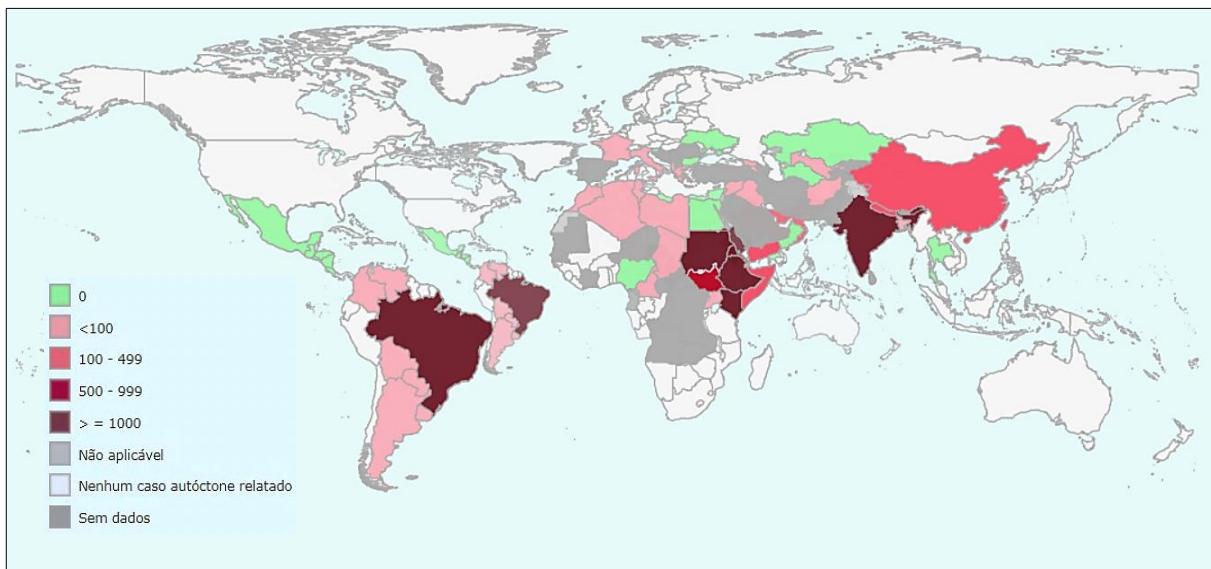 0
<100
100 - 499
500 - 999
> = 1000
Não aplicável
Nenhum caso autóctone relatado
Sem dados